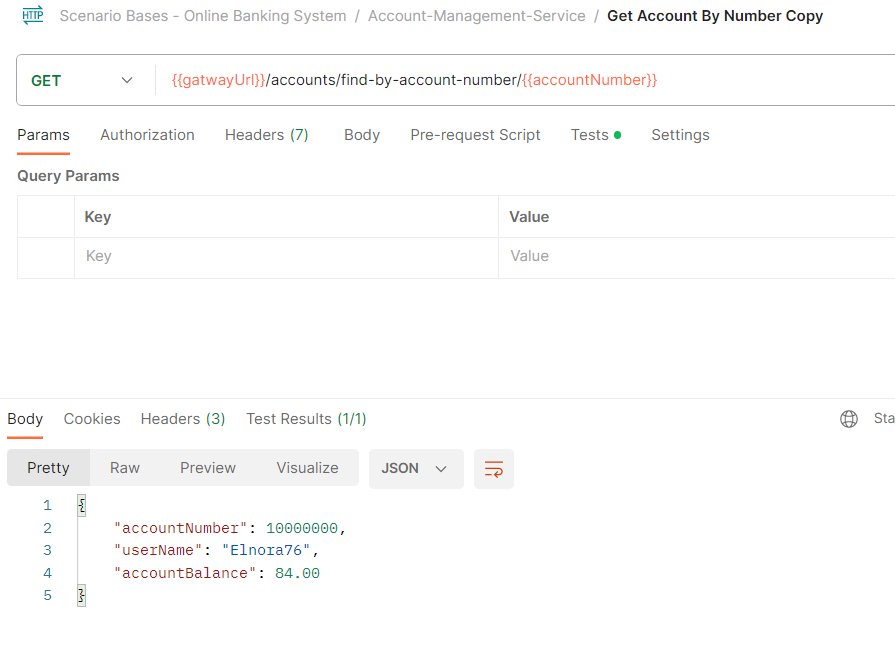 HTTP Scenario Bases - Online Banking System / Account-Management-Service / Get Account By Number Copy
GET {{gatwayUrl}}/accounts/find-by-account-number/{{accountNumber}}
Params Authorization Headers (7) Body Pre-request Script Tests Settings
Query Params
Key Value
Key Value
Body Cookies Headers (3) Test Results (1/1) Sta
Pretty Raw Preview Visualize JSON
1 {
2 "accountNumber": 10000000,
3 "userName": "Elnora76",
4 "accountBalance": 84.00
5 }